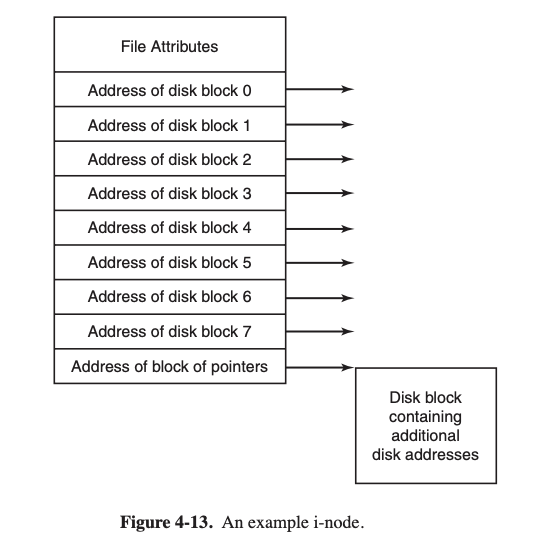 File Attributes
Address of disk block 0
Address of disk block 1
Address of disk block 2
Address of disk block 3
Address of disk block 4
Address of disk block 5
Address of disk block 6
Address of disk block 7
Address of block of pointers
Disk block
containing
additional
disk addresses
Figure 4-13. An example i-node.